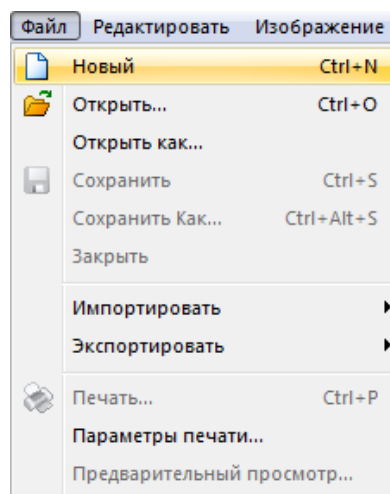 Файл Редактировать Изображение
Новый Ctrl+N
Открыть... Ctrl+O
Открыть как...
Сохранить Ctrl+S
Сохранить Как... Ctrl+Alt+S
Закрыть
Импортировать
Экспортировать
Печать... Ctrl+P
Параметры печати...
Предварительный просмотр...